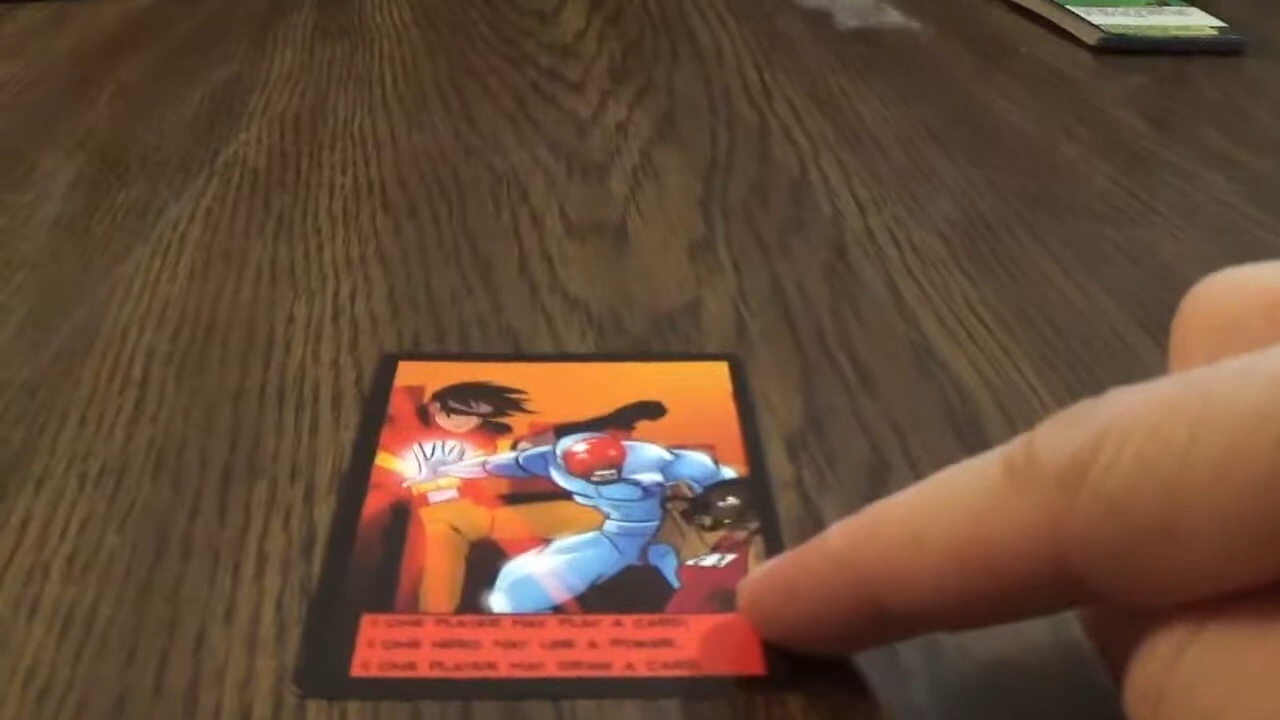 ONE PLAYER MAY PLAY A CARD.
ONE HERO MAY USE A POWER.
ONE PLAYER MAY DRAW A CARD.